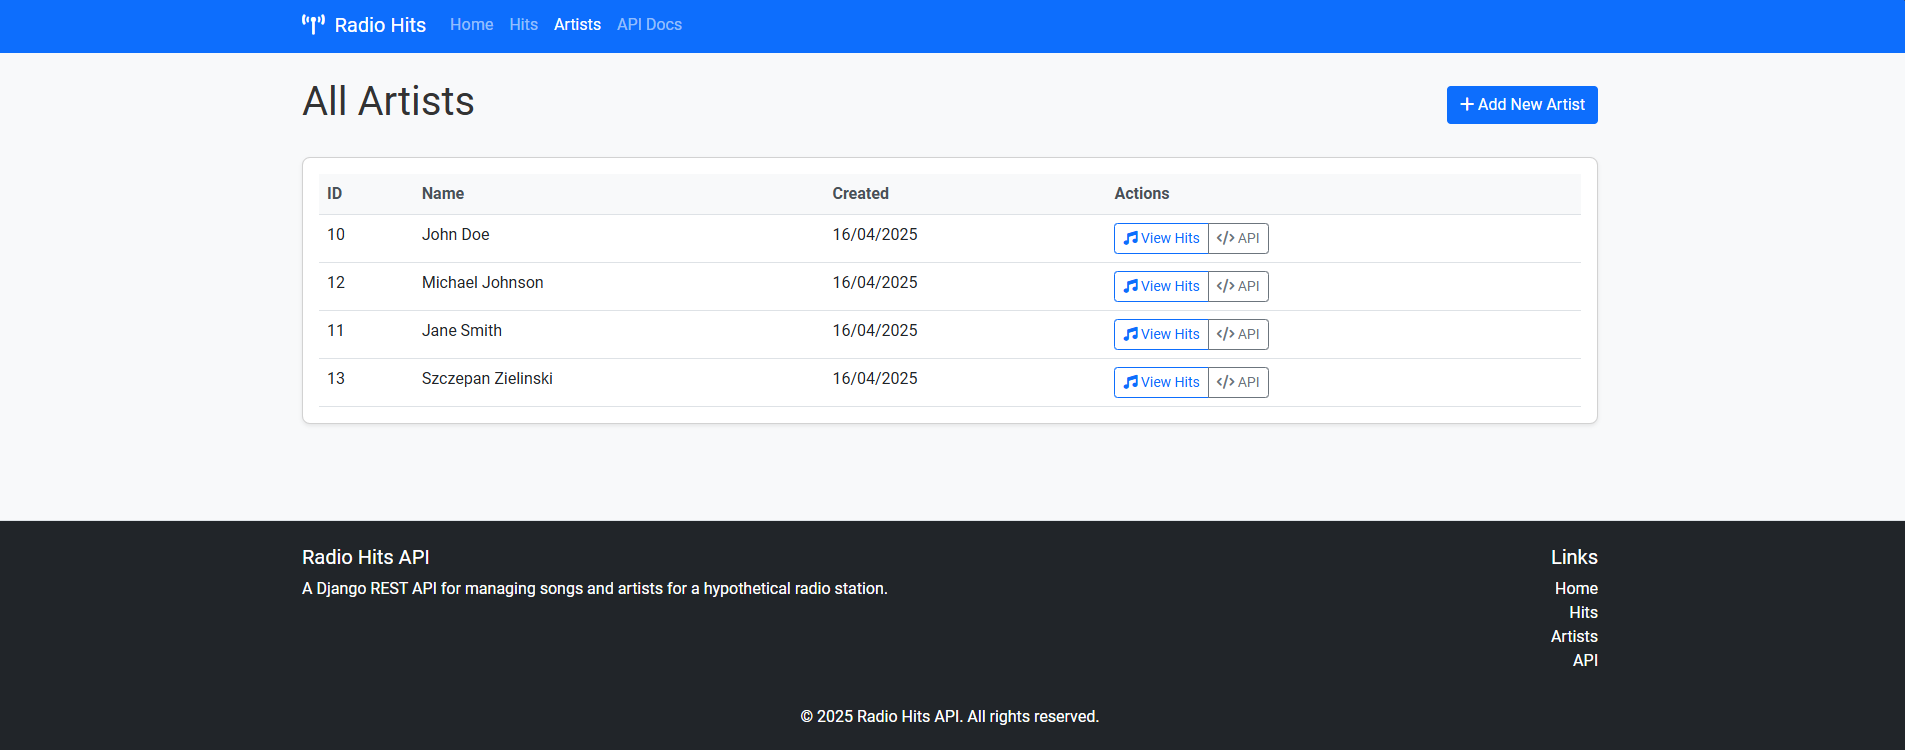 Radio Hits Home Hits Artists API Docs
All Artists
Add New Artist
ID Name Created Actions
10 John Doe 16/04/2025 View Hits </> API
12 Michael Johnson 16/04/2025 View Hits </> API
11 Jane Smith 16/04/2025 View Hits </> API
13 Szczepan Zielinski 16/04/2025 View Hits </> API
Radio Hits API
A Django REST API for managing songs and artists for a hypothetical radio station.
Links
Home
Hits
Artists
API
© 2025 Radio Hits API. All rights reserved.